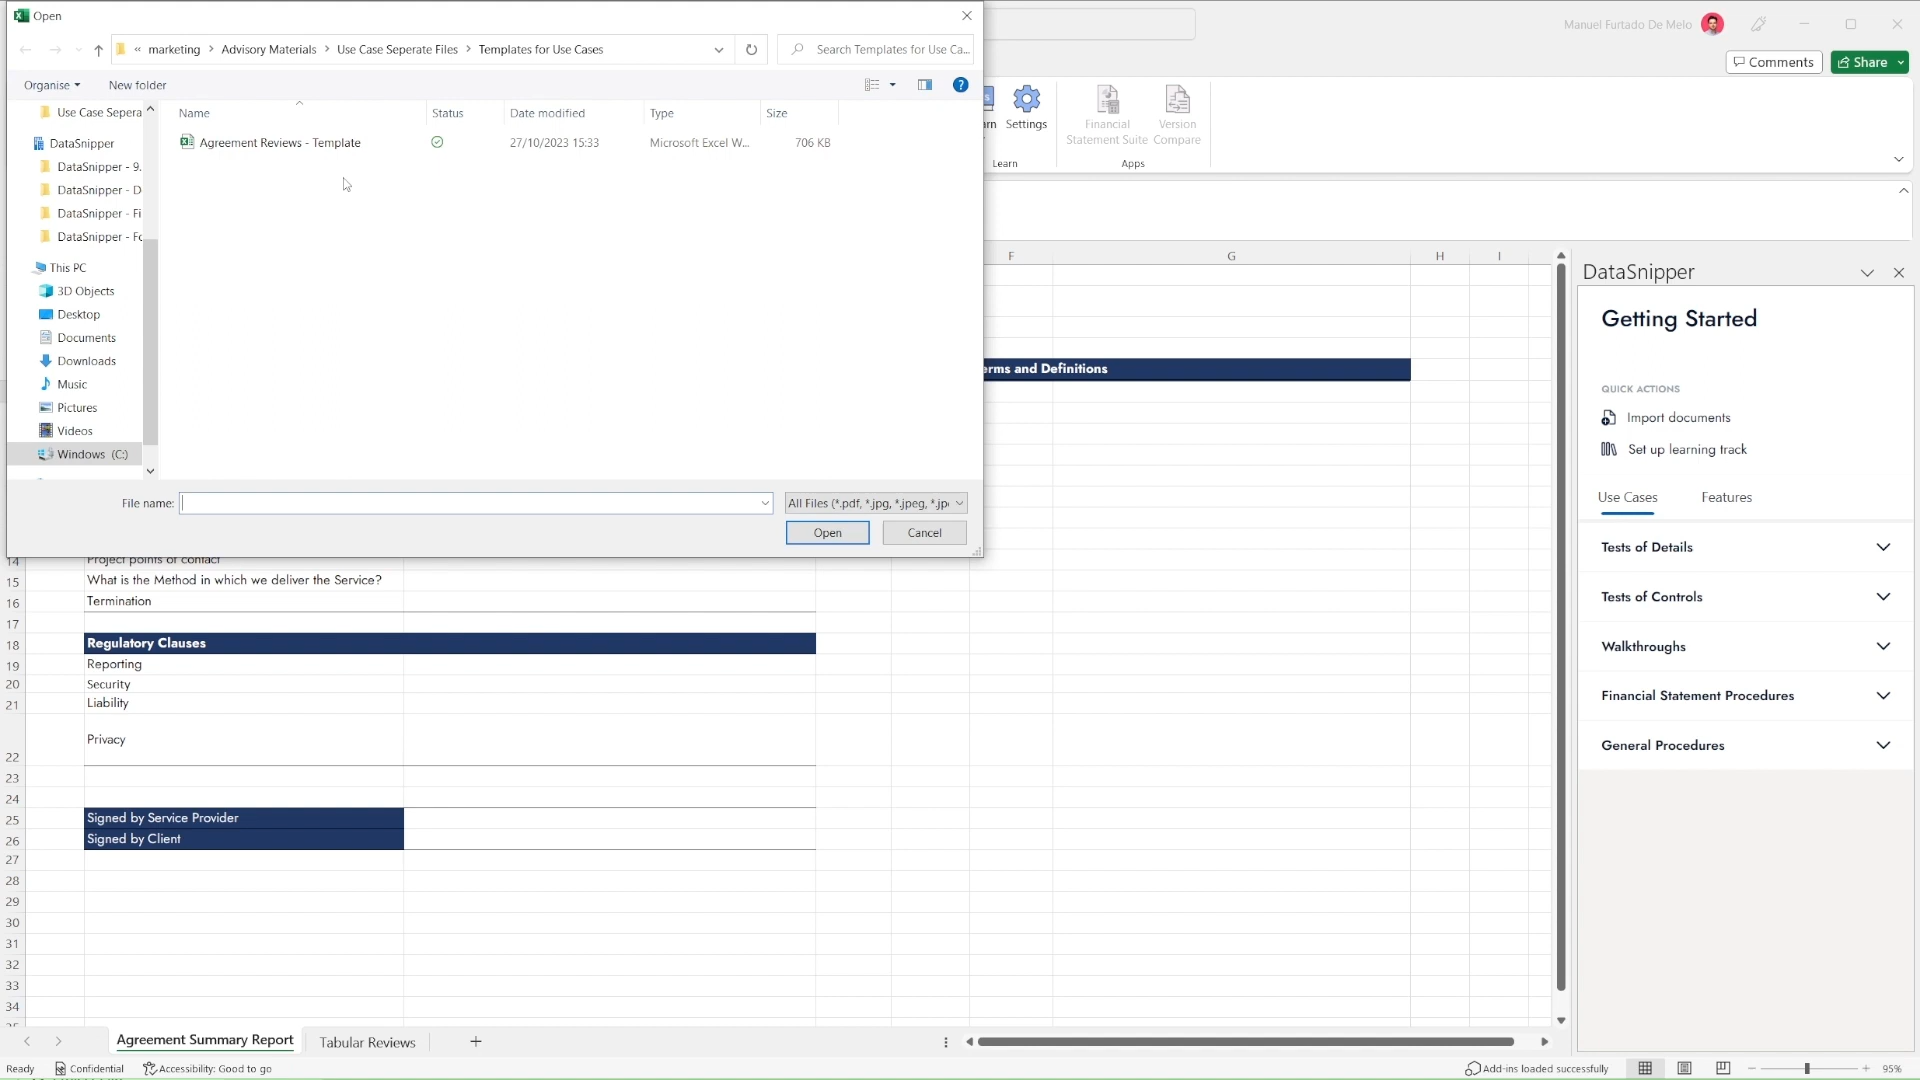 Open
Manuel Furtado De Melo
« marketing > Advisory Materials > Use Case Seperate Files > Templates for Use Cases
Search Templates for Use Ca...
Comments
Share
Organise
New folder
Name
Status
Date modified
Type
Size
Agreement Reviews - Template
27/10/2023 15:33
Microsoft Excel W...
706 KB
Use Case Sepera
DataSnipper
DataSnipper - 9.
DataSnipper - D
DataSnipper - Fi
DataSnipper - Fo
This PC
3D Objects
Desktop
Documents
Downloads
Music
Pictures
Videos
Windows (C:)
File name:
All Files (*.pdf, *.jpg, *.jpeg, *.jpe
Open
Cancel
Settings
Learn
Financial
Statement Suite
Version
Compare
Apps
F
G
H
I
erms and Definitions
14 Project points of contact
15 What is the Method in which we deliver the Service?
16 Termination
17
18 Regulatory Clauses
19 Reporting
20 Security
21 Liability
22 Privacy
23
24
25 Signed by Service Provider
26 Signed by Client
27
28
29
30
31
32
33
34
DataSnipper
Getting Started
QUICK ACTIONS
Import documents
Set up learning track
Use Cases
Features
Tests of Details
Tests of Controls
Walkthroughs
Financial Statement Procedures
General Procedures
Agreement Summary Report
Tabular Reviews
Ready
Confidential
Accessibility: Good to go
Add-ins loaded successfully
95%